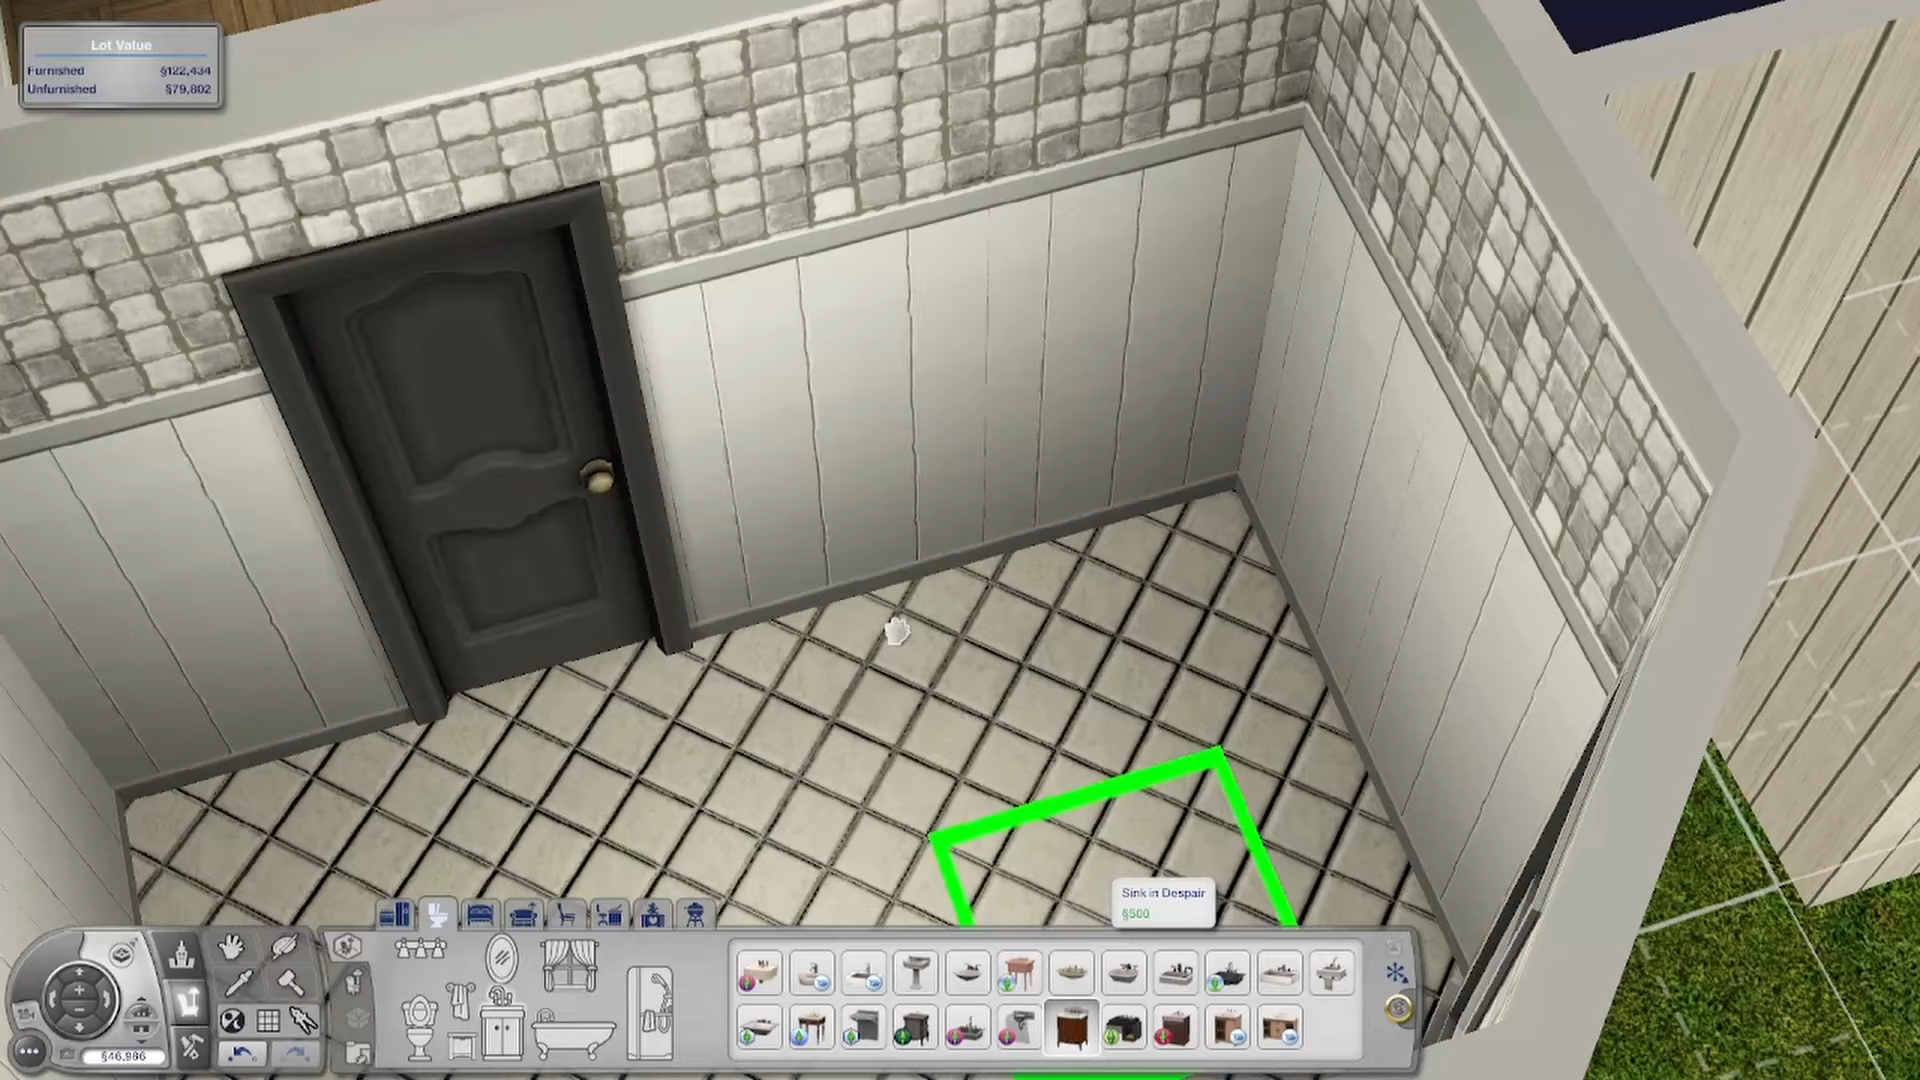 Lot Value
Furnished §122,434
Unfurnished §79,802
Sink in Despair
§500
§46,986